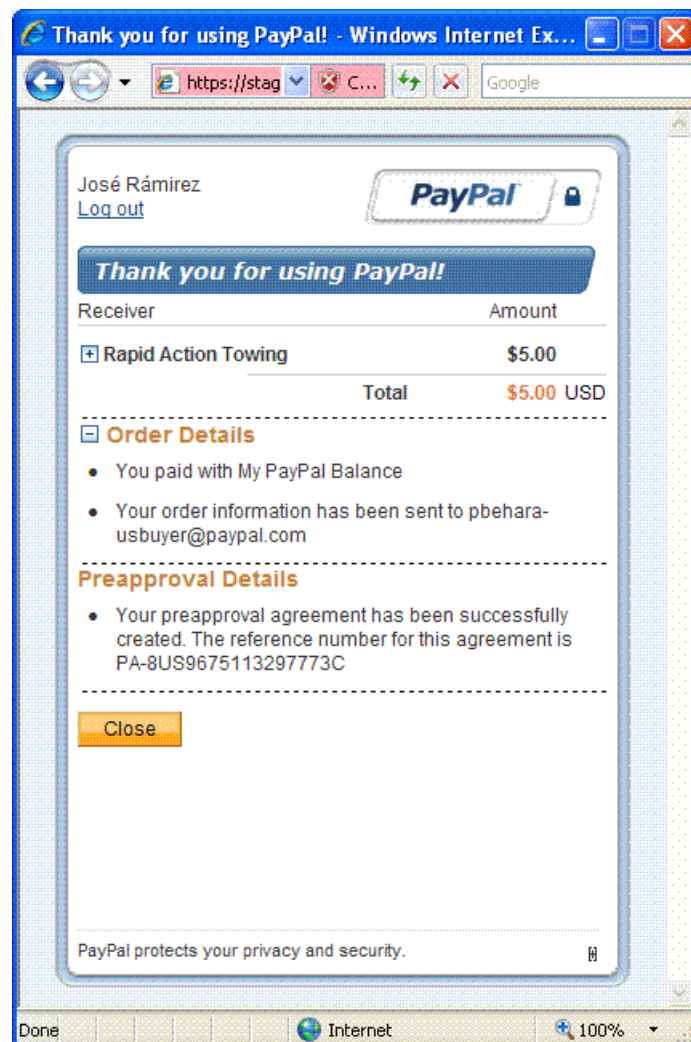 Thank you for using PayPal! - Windows Internet Ex...
https://stag
C...
Google
José Rámirez
Log out
PayPal
Thank you for using PayPal!
Receiver Amount
Rapid Action Towing $5.00
Total $5.00 USD
Order Details
You paid with My PayPal Balance
Your order information has been sent to pbehara-
usbuyer@paypal.com
Preapproval Details
Your preapproval agreement has been successfully
created. The reference number for this agreement is
PA-8US9675113297773C
Close
PayPal protects your privacy and security.
Done Internet 100%